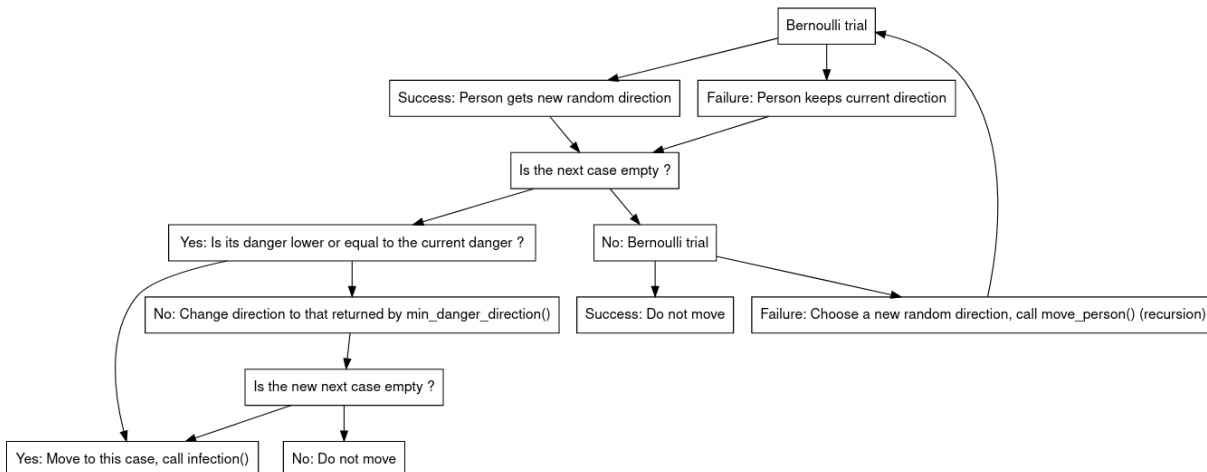 Bernoulli trial
Success: Person gets new random direction
Failure: Person keeps current direction
Is the next case empty ?
Yes: Is its danger lower or equal to the current danger ?
No: Bernoulli trial
No: Change direction to that returned by min_danger_direction()
Success: Do not move
Failure: Choose a new random direction, call move_person() (recursion)
Is the new next case empty ?
Yes: Move to this case, call infection()
No: Do not move